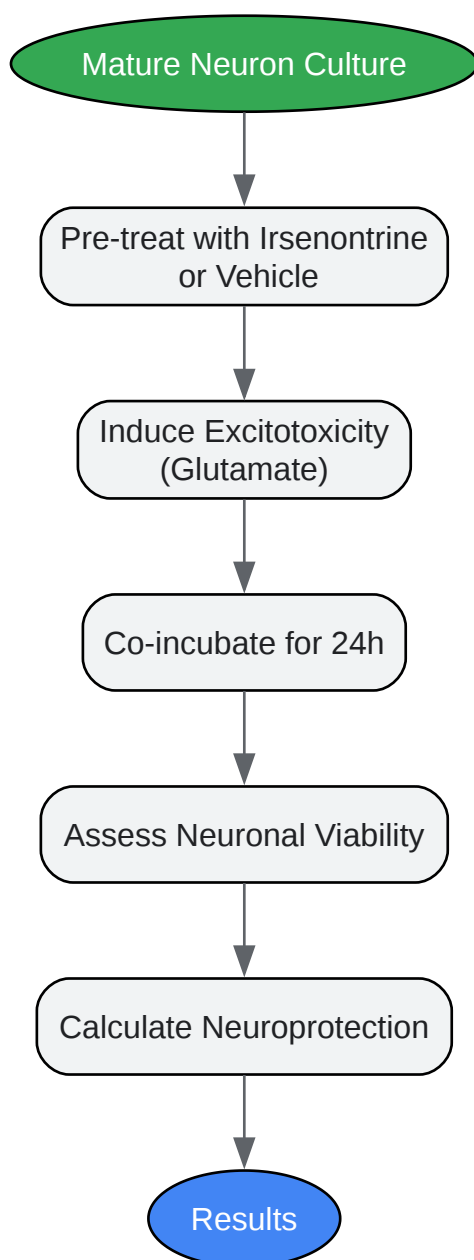 Mature Neuron Culture
Pre-treat with Irsenontrine
or Vehicle
Induce Excitotoxicity
(Glutamate)
Co-incubate for 24h
Assess Neuronal Viability
Calculate Neuroprotection
Results